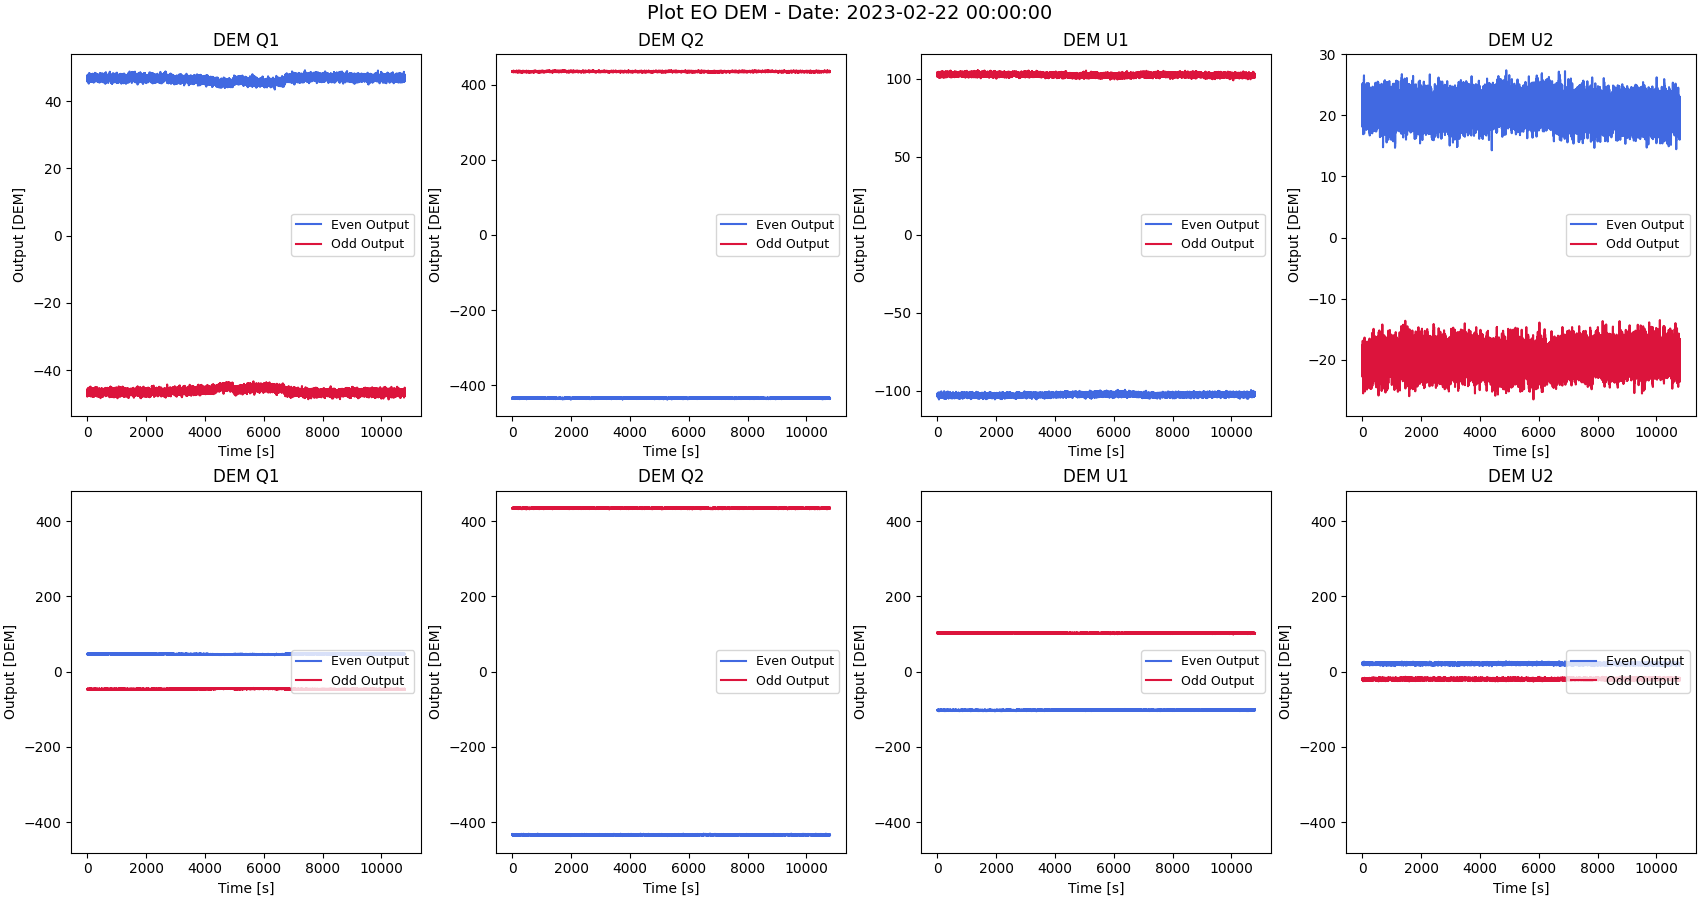 Plot EO DEM - Date: 2023-02-22 00:00:00
DEM Q1
Output [DEM]
40
20
0
−20
−40
Even Output
Odd Output
0 2000 4000 6000 8000 10000
Time [s]
DEM Q2
Output [DEM]
400
200
0
−200
−400
Even Output
Odd Output
0 2000 4000 6000 8000 10000
Time [s]
DEM U1
Output [DEM]
100
50
0
−50
−100
Even Output
Odd Output
0 2000 4000 6000 8000 10000
Time [s]
DEM U2
Output [DEM]
30
20
10
0
−10
−20
Even Output
Odd Output
0 2000 4000 6000 8000 10000
Time [s]
DEM Q1
Output [DEM]
400
200
0
−200
−400
Even Output
Odd Output
0 2000 4000 6000 8000 10000
Time [s]
DEM Q2
Output [DEM]
400
200
0
−200
−400
Even Output
Odd Output
0 2000 4000 6000 8000 10000
Time [s]
DEM U1
Output [DEM]
400
200
0
−200
−400
Even Output
Odd Output
0 2000 4000 6000 8000 10000
Time [s]
DEM U2
Output [DEM]
400
200
0
−200
−400
Even Output
Odd Output
0 2000 4000 6000 8000 10000
Time [s]